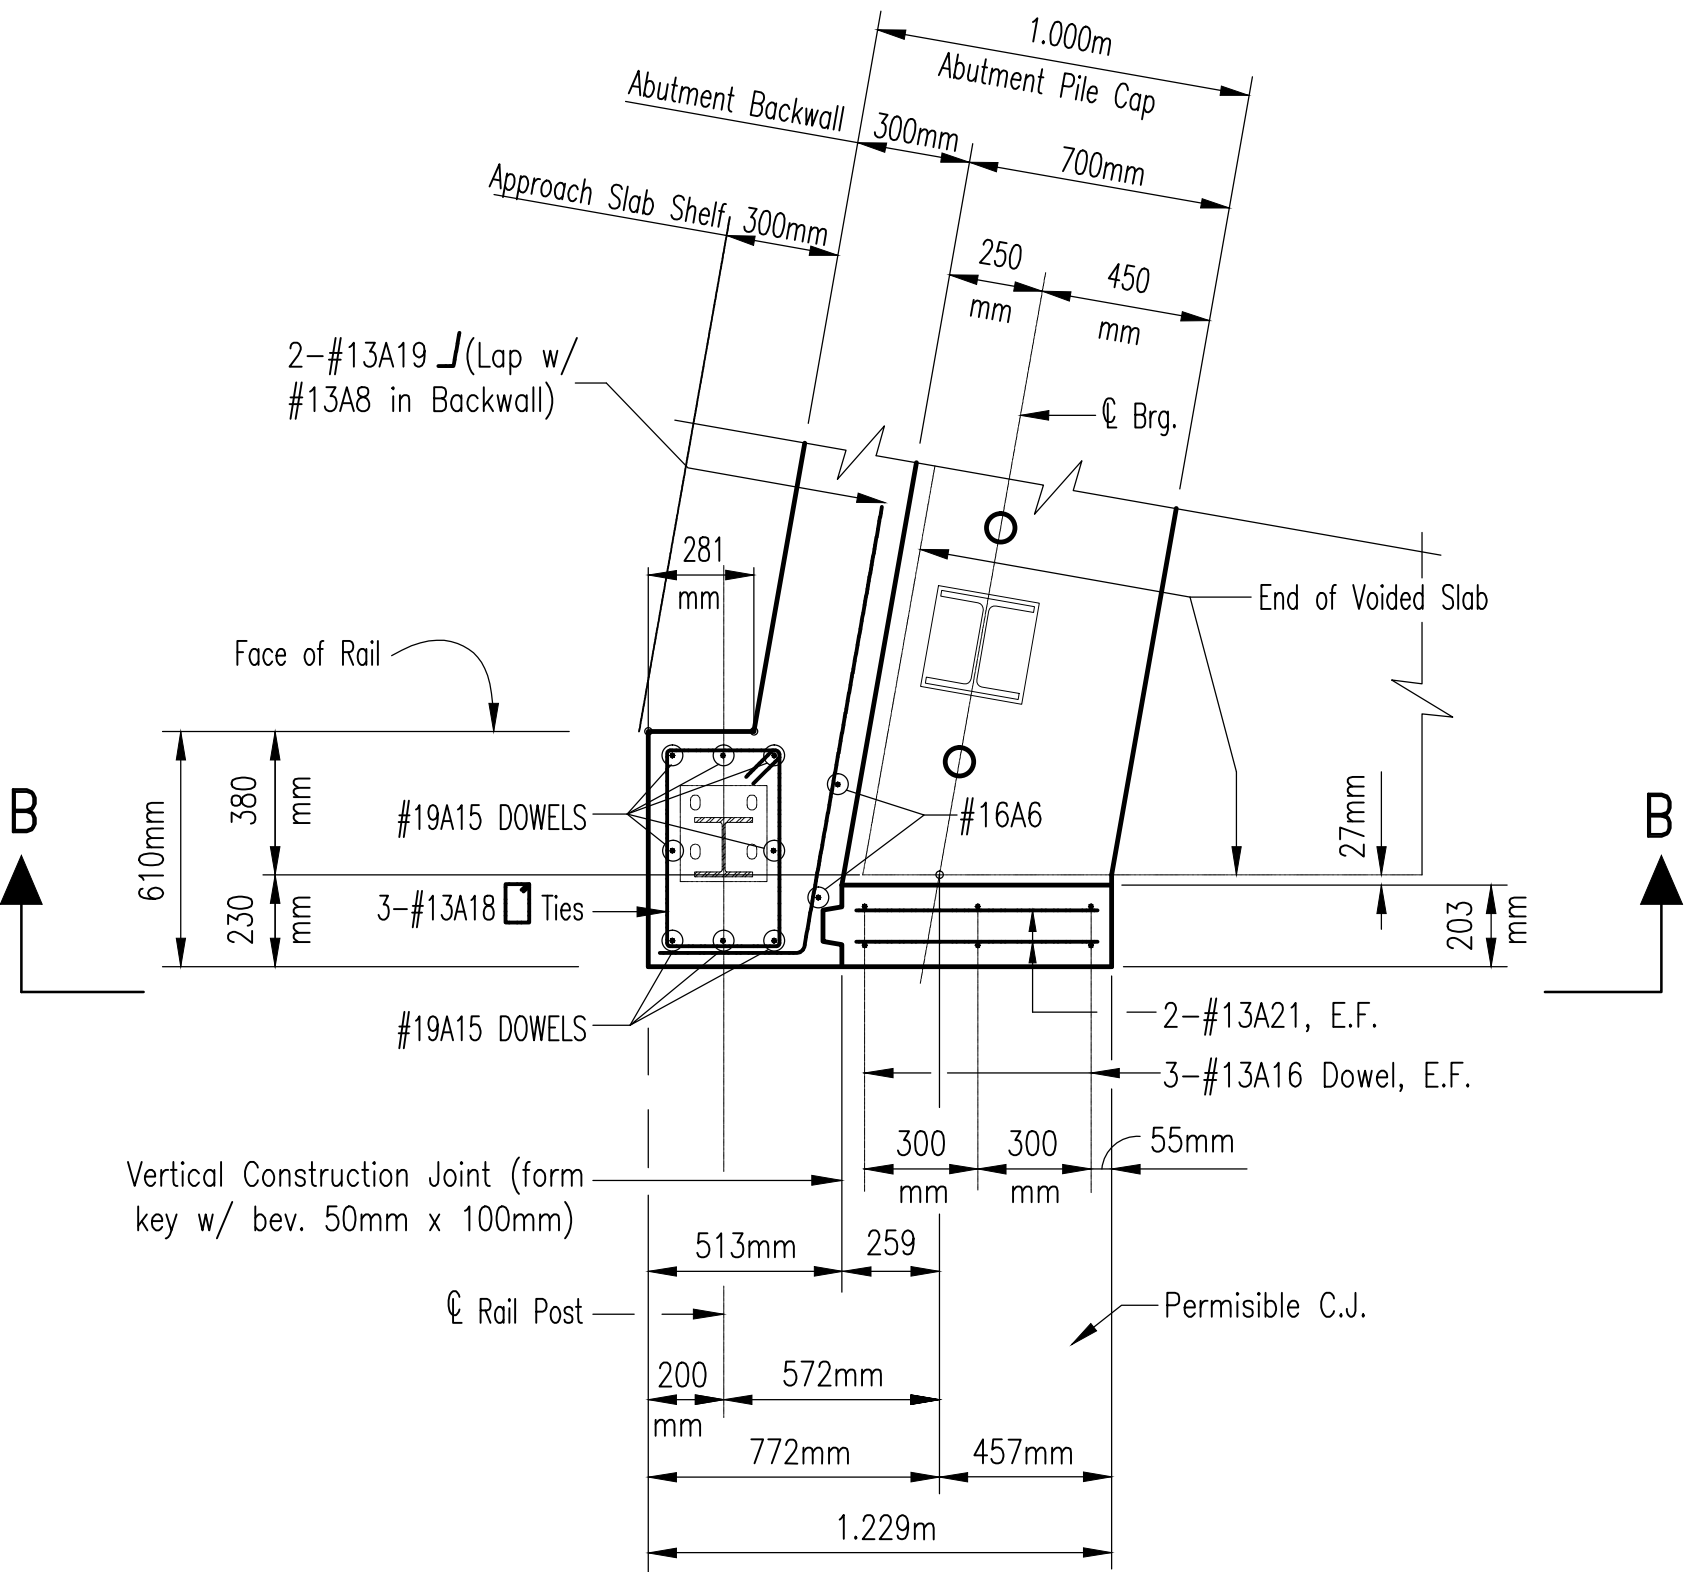 1.000m
Abutment Pile Cap
Abutment Backwall
300mm
700mm
Approach Slab Shelf
300mm
250
mm
450
mm
2-#13A19 (Lap w/
#13A8 in Backwall)
℄ Brg.
281
mm
End of Voided Slab
Face of Rail
B
610mm
380
mm
230
mm
#19A15 DOWELS
#16A6
27mm
B
3-#13A18 Ties
203
mm
#19A15 DOWELS
2-#13A21, E.F.
3-#13A16 Dowel, E.F.
300
mm
300
mm
55mm
Vertical Construction Joint (form
key w/ bev. 50mm x 100mm)
513mm
259
℄ Rail Post
Permisible C.J.
200
mm
572mm
772mm
457mm
1.229m